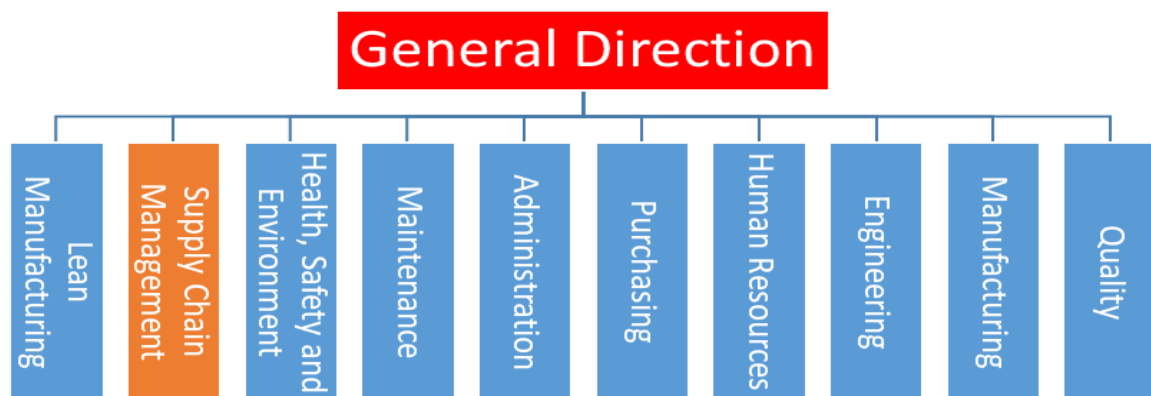 General Direction
Lean
Manufacturing
Supply Chain
Management
Health, Safety and
Environment
Maintenance
Administration
Purchasing
Human Resources
Engineering
Manufacturing
Quality